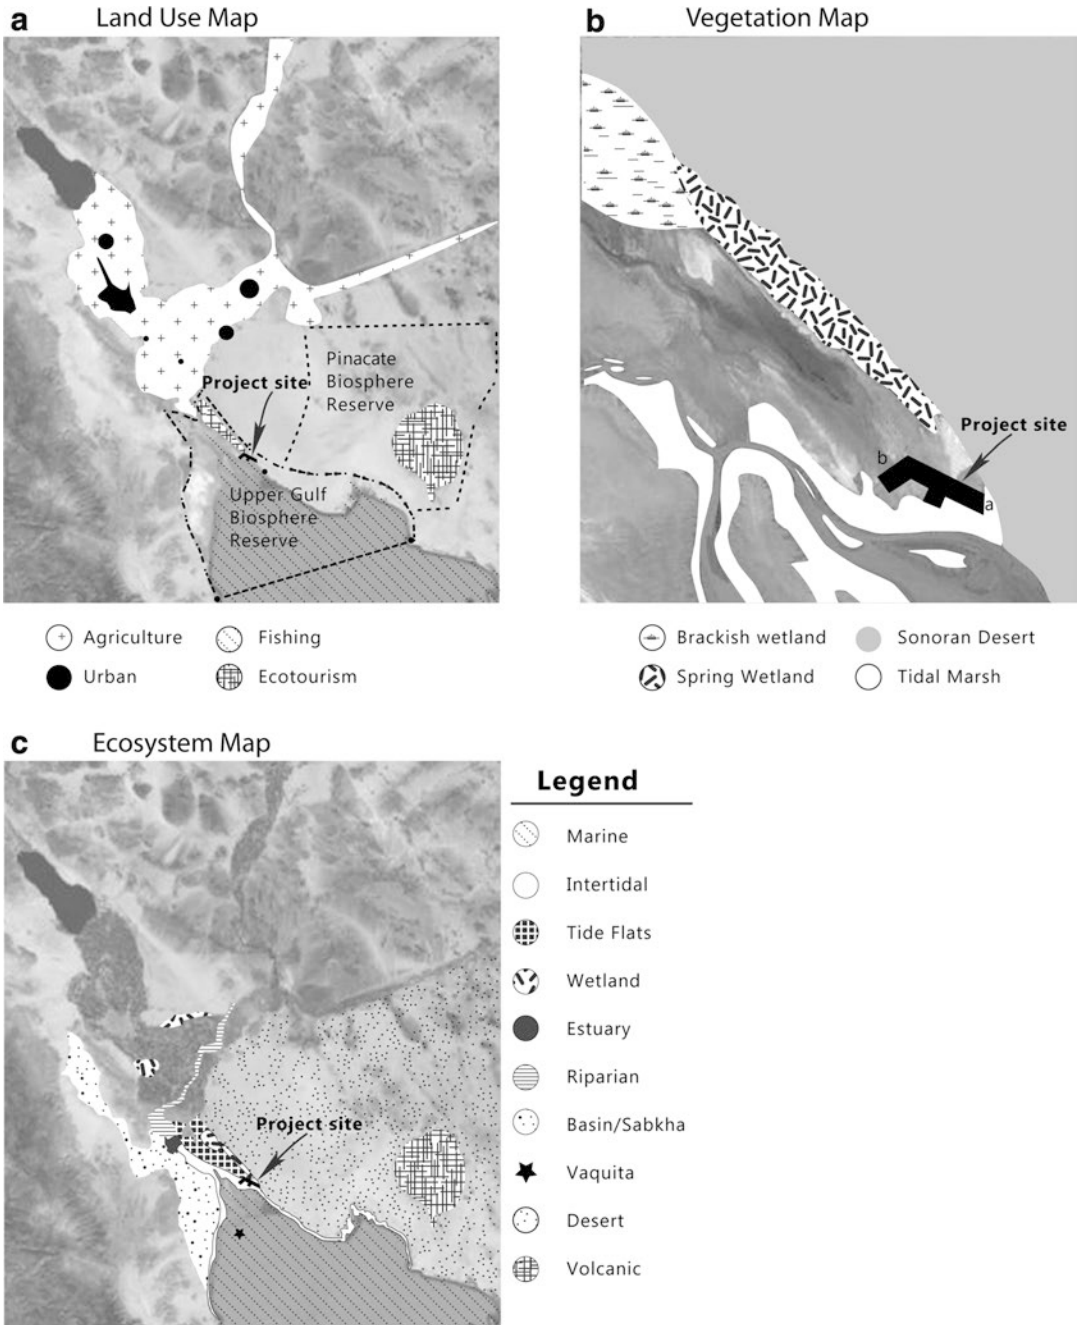 a Land Use Map
Pinacate
Biosphere
Reserve
Project site
Upper Gulf
Biosphere
Reserve
Agriculture
Fishing
Urban
Ecotourism
b Vegetation Map
Project site
b
a
Brackish wetland
Sonoran Desert
Spring Wetland
Tidal Marsh
c Ecosystem Map
Project site
Legend
Marine
Intertidal
Tide Flats
Wetland
Estuary
Riparian
Basin/Sabkha
Vaquita
Desert
Volcanic